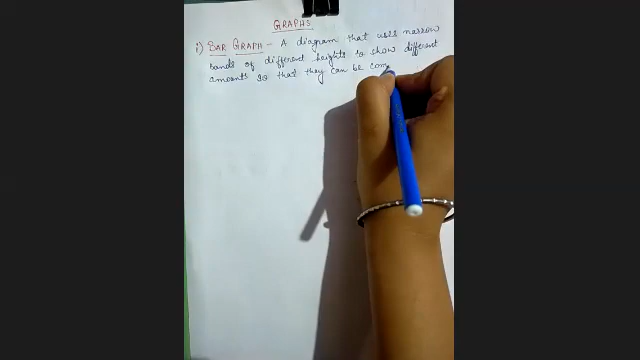 GRAPHS
i) BAR GRAPH - A diagram that uses narrow
bands of different heights to show different
amounts so that they can be com